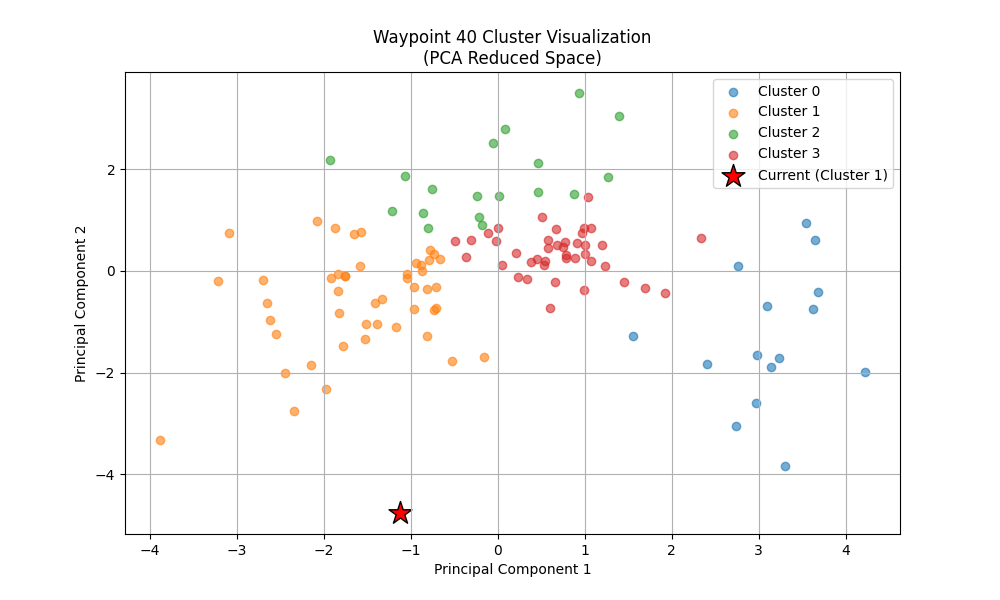 Waypoint 40 Cluster Visualization
(PCA Reduced Space)
Cluster 0
Cluster 1
Cluster 2
Cluster 3
Current (Cluster 1)
Principal Component 2
2
0
−2
−4
−4
−3
−2
−1
0
1
2
3
4
Principal Component 1